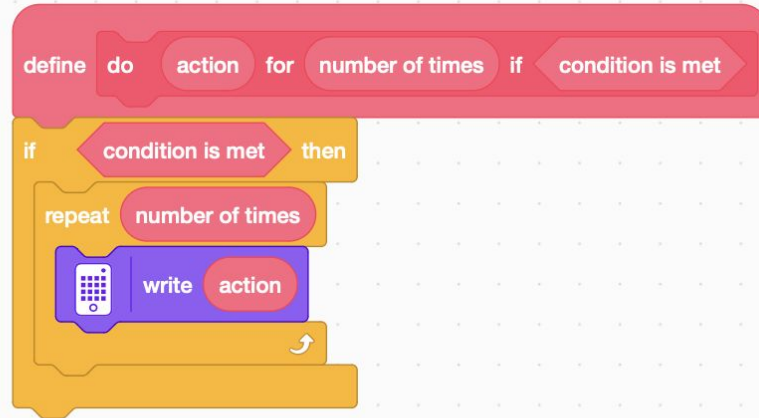 define do action for number of times if condition is met
if condition is met then
repeat number of times
write action